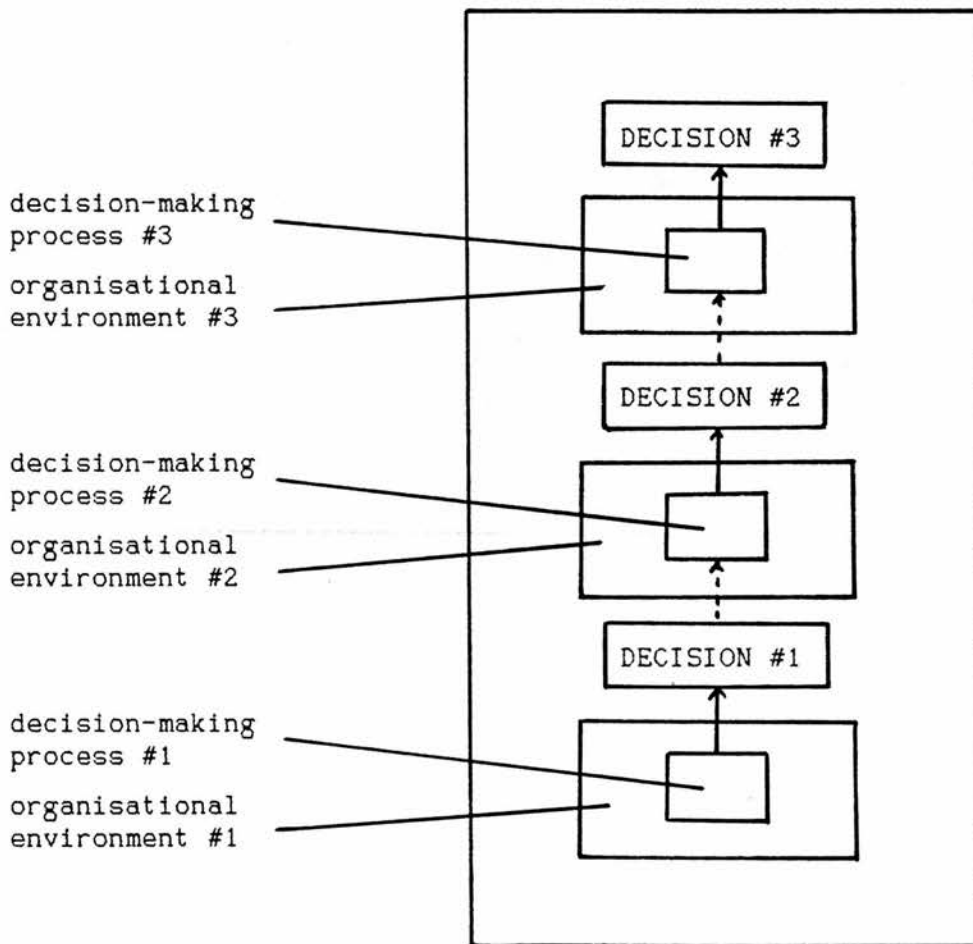 DECISION #3
decision-making
process #3
organisational
environment #3
DECISION #2
decision-making
process #2
organisational
environment #2
DECISION #1
decision-making
process #1
organisational
environment #1